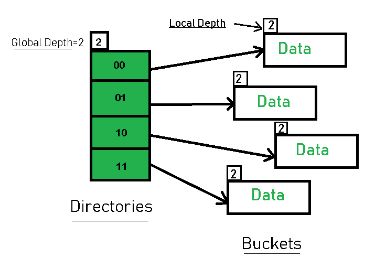 Local Depth
2
Global Depth=2
2
Data
00
2
01
Data
10
2
Data
11
2
Data
Directories
Buckets